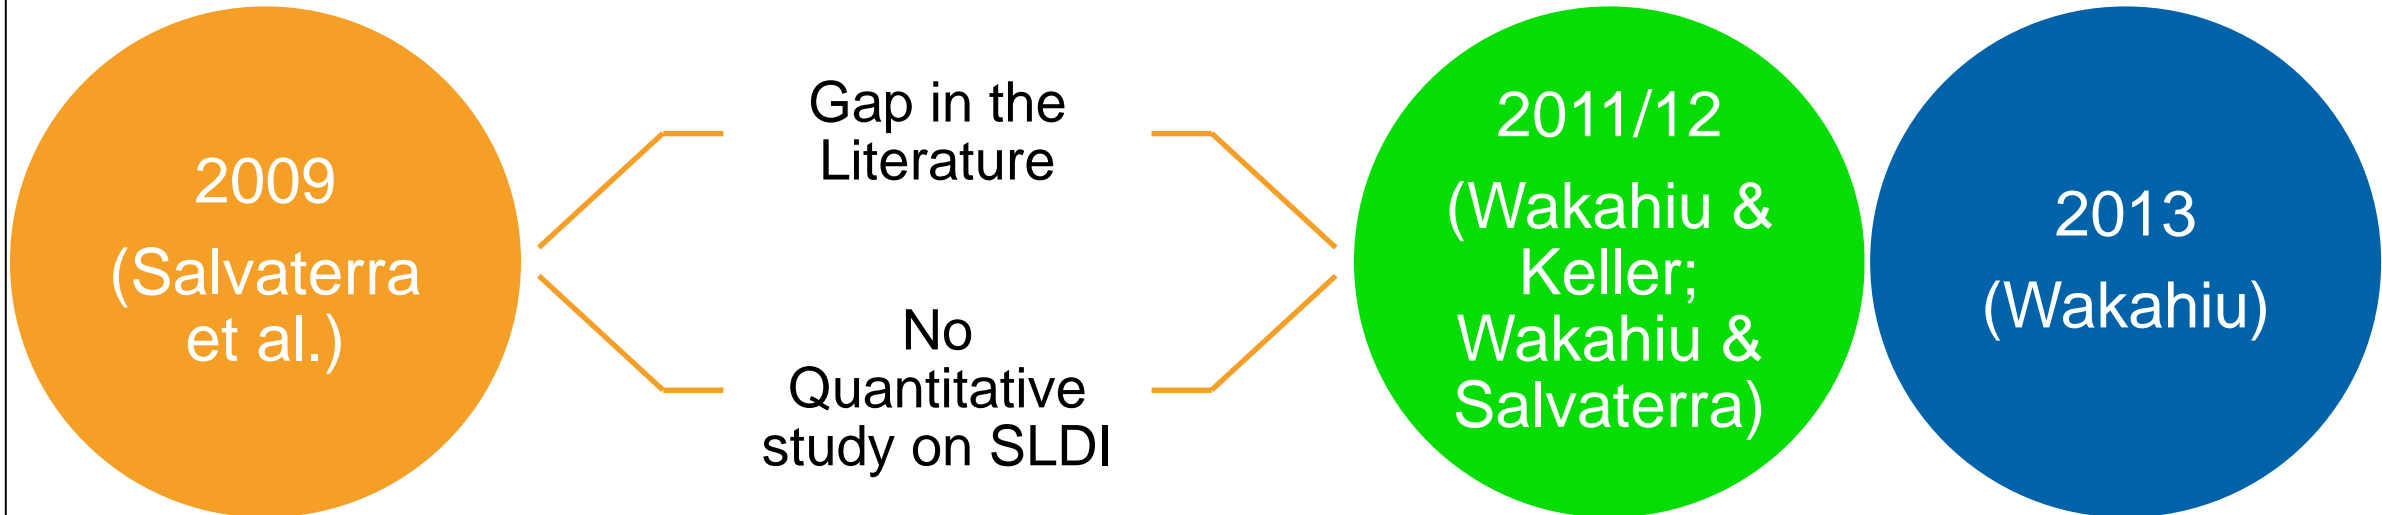 2009
(Salvaterra
et al.)
Gap in the
Literature
No
Quantitative
study on SLDI
2011/12
(Wakahiu &
Keller;
Wakahiu &
Salvaterra)
2013
(Wakahiu)